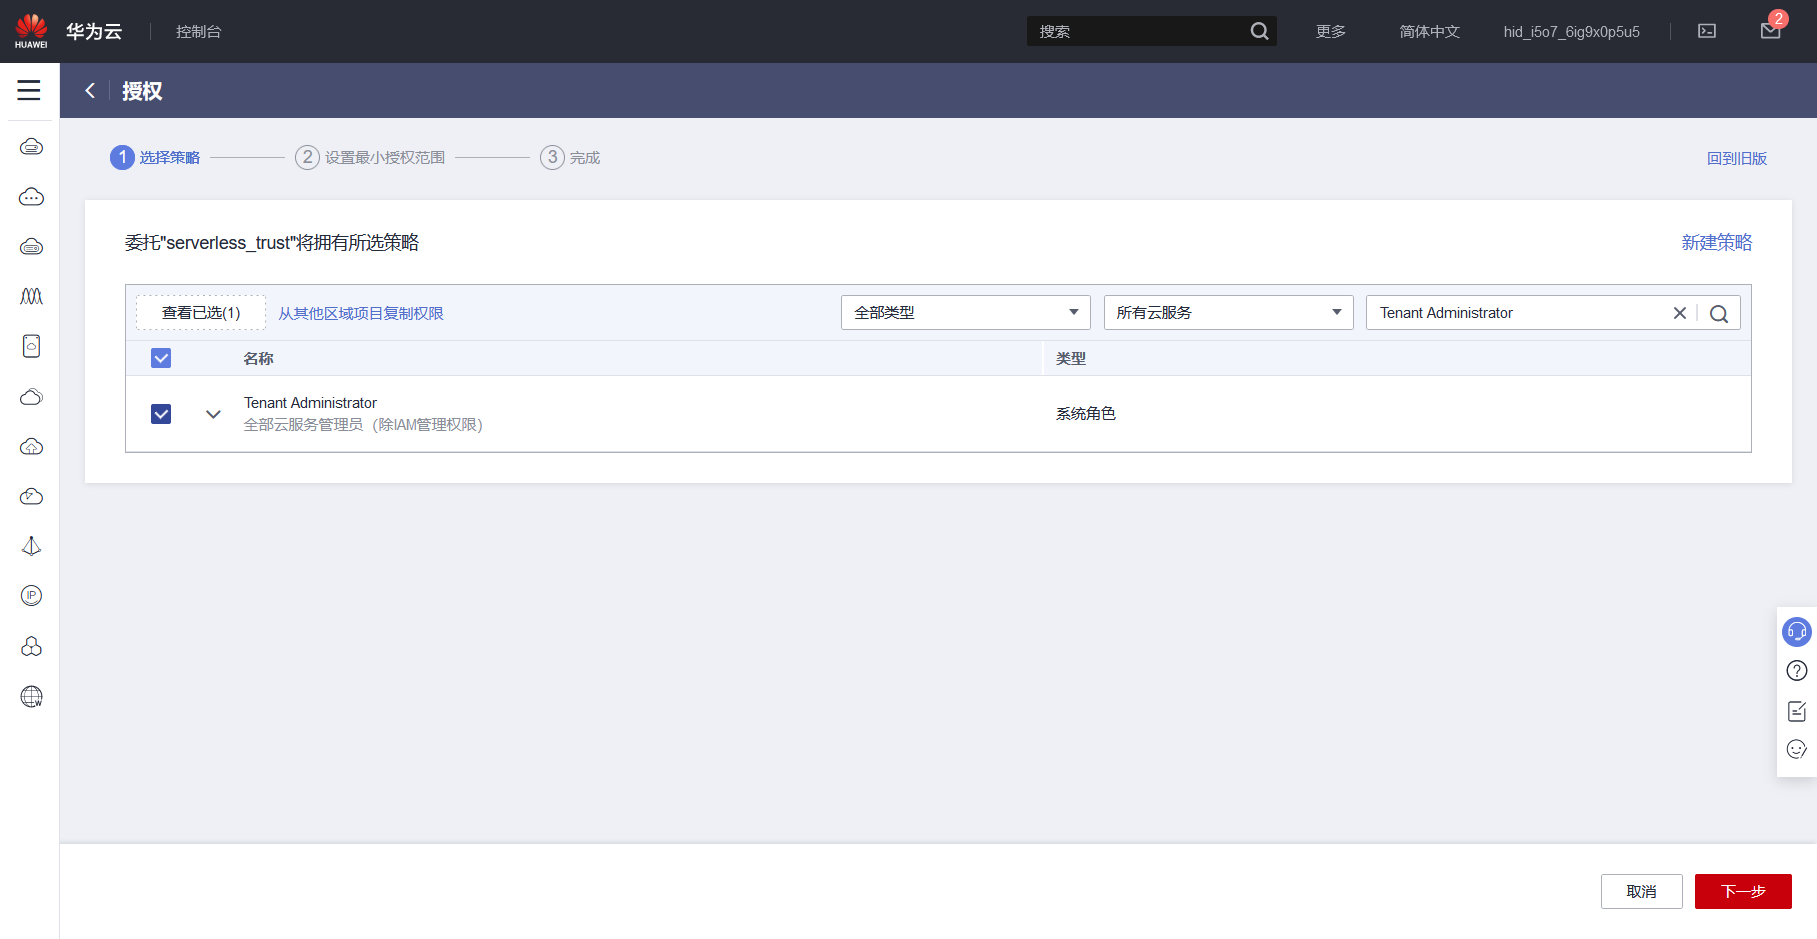 HUAWEI
华为云
控制台
搜索
更多
简体中文
hid_i5o7_6ig9x0p5u5
2
授权
1 选择策略
2 设置最小授权范围
3 完成
回到旧版
委托"serverless_trust"将拥有所选策略
新建策略
查看已选(1)
从其他区域项目复制权限
全部类型
所有云服务
Tenant Administrator
名称
类型
Tenant Administrator
全部云服务管理员（除IAM管理权限）
系统角色
IP
W
取消
下一步